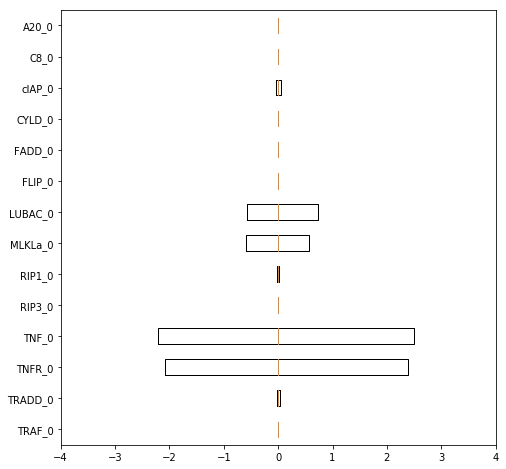 A20_0
C8_0
cIAP_0
CYLD_0
FADD_0
FLIP_0
LUBAC_0
MLKLa_0
RIP1_0
RIP3_0
TNF_0
TNFR_0
TRADD_0
TRAF_0
−4 −3 −2 −1 0 1 2 3 4